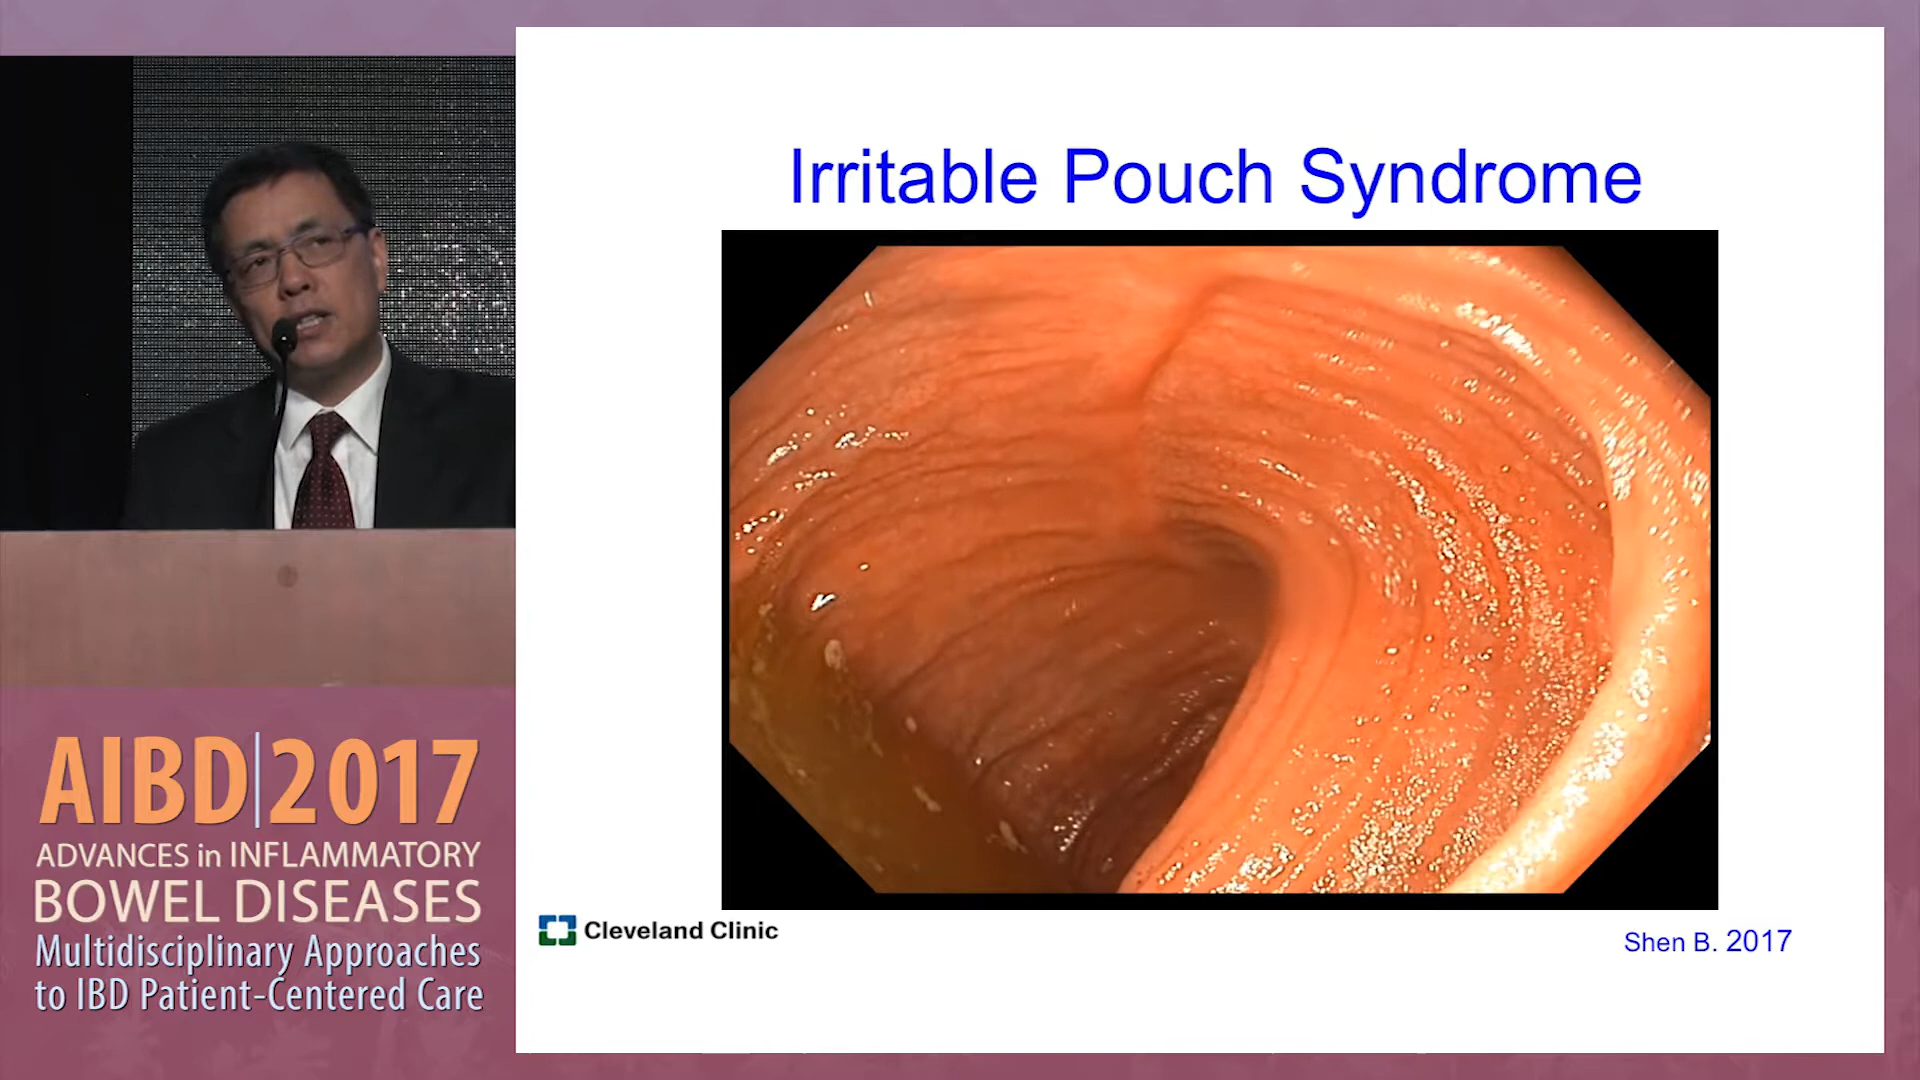 Irritable Pouch Syndrome
AIBD|2017
ADVANCES in INFLAMMATORY
BOWEL DISEASES
Multidisciplinary Approaches
to IBD Patient-Centered Care
Cleveland Clinic
Shen B. 2017